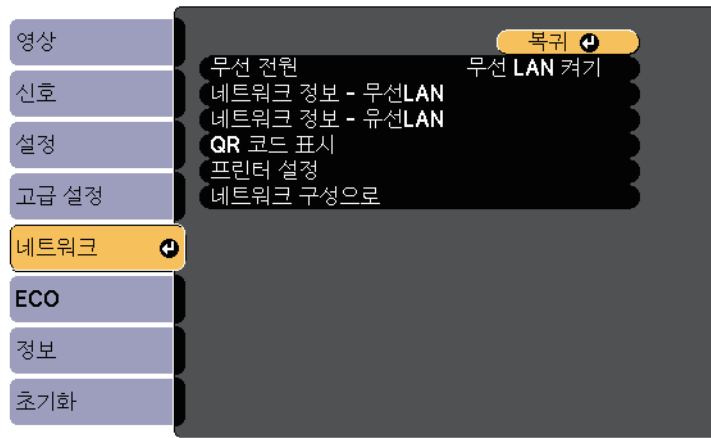 영상
신호
설정
고급 설정
네트워크
ECO
정보
초기화
복귀
무선 전원 무선 LAN 켜기
네트워크 정보 - 무선LAN
네트워크 정보 - 유선LAN
QR 코드 표시
프린터 설정
네트워크 구성으로